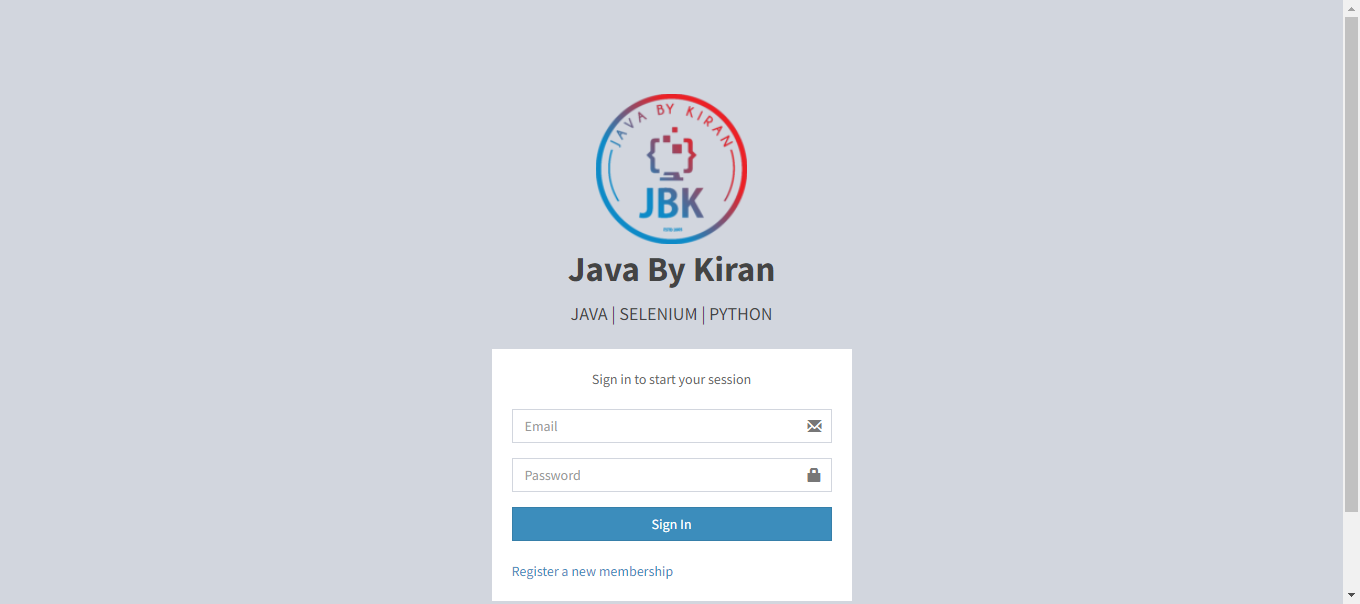 JAVA BY KIRAN
JBK
Java By Kiran
JAVA | SELENIUM | PYTHON
Sign in to start your session
Email
Password
Sign In
Register a new membership